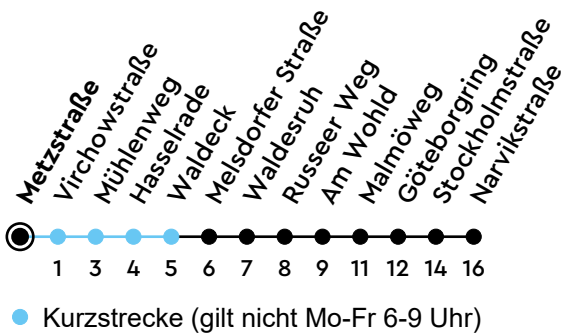 Metzstraße
Virchowstraße
Mühlenweg
Hasselrade
Waldeck
Melsdorfer Straße
Waldesruh
Russeer Weg
Am Wohld
Malmöweg
Göteborgring
Stockholmstraße
Narvikstraße
1 3 4 5 6 7 8 9 11 12 14 16
Kurzstrecke (gilt nicht Mo-Fr 6-9 Uhr)